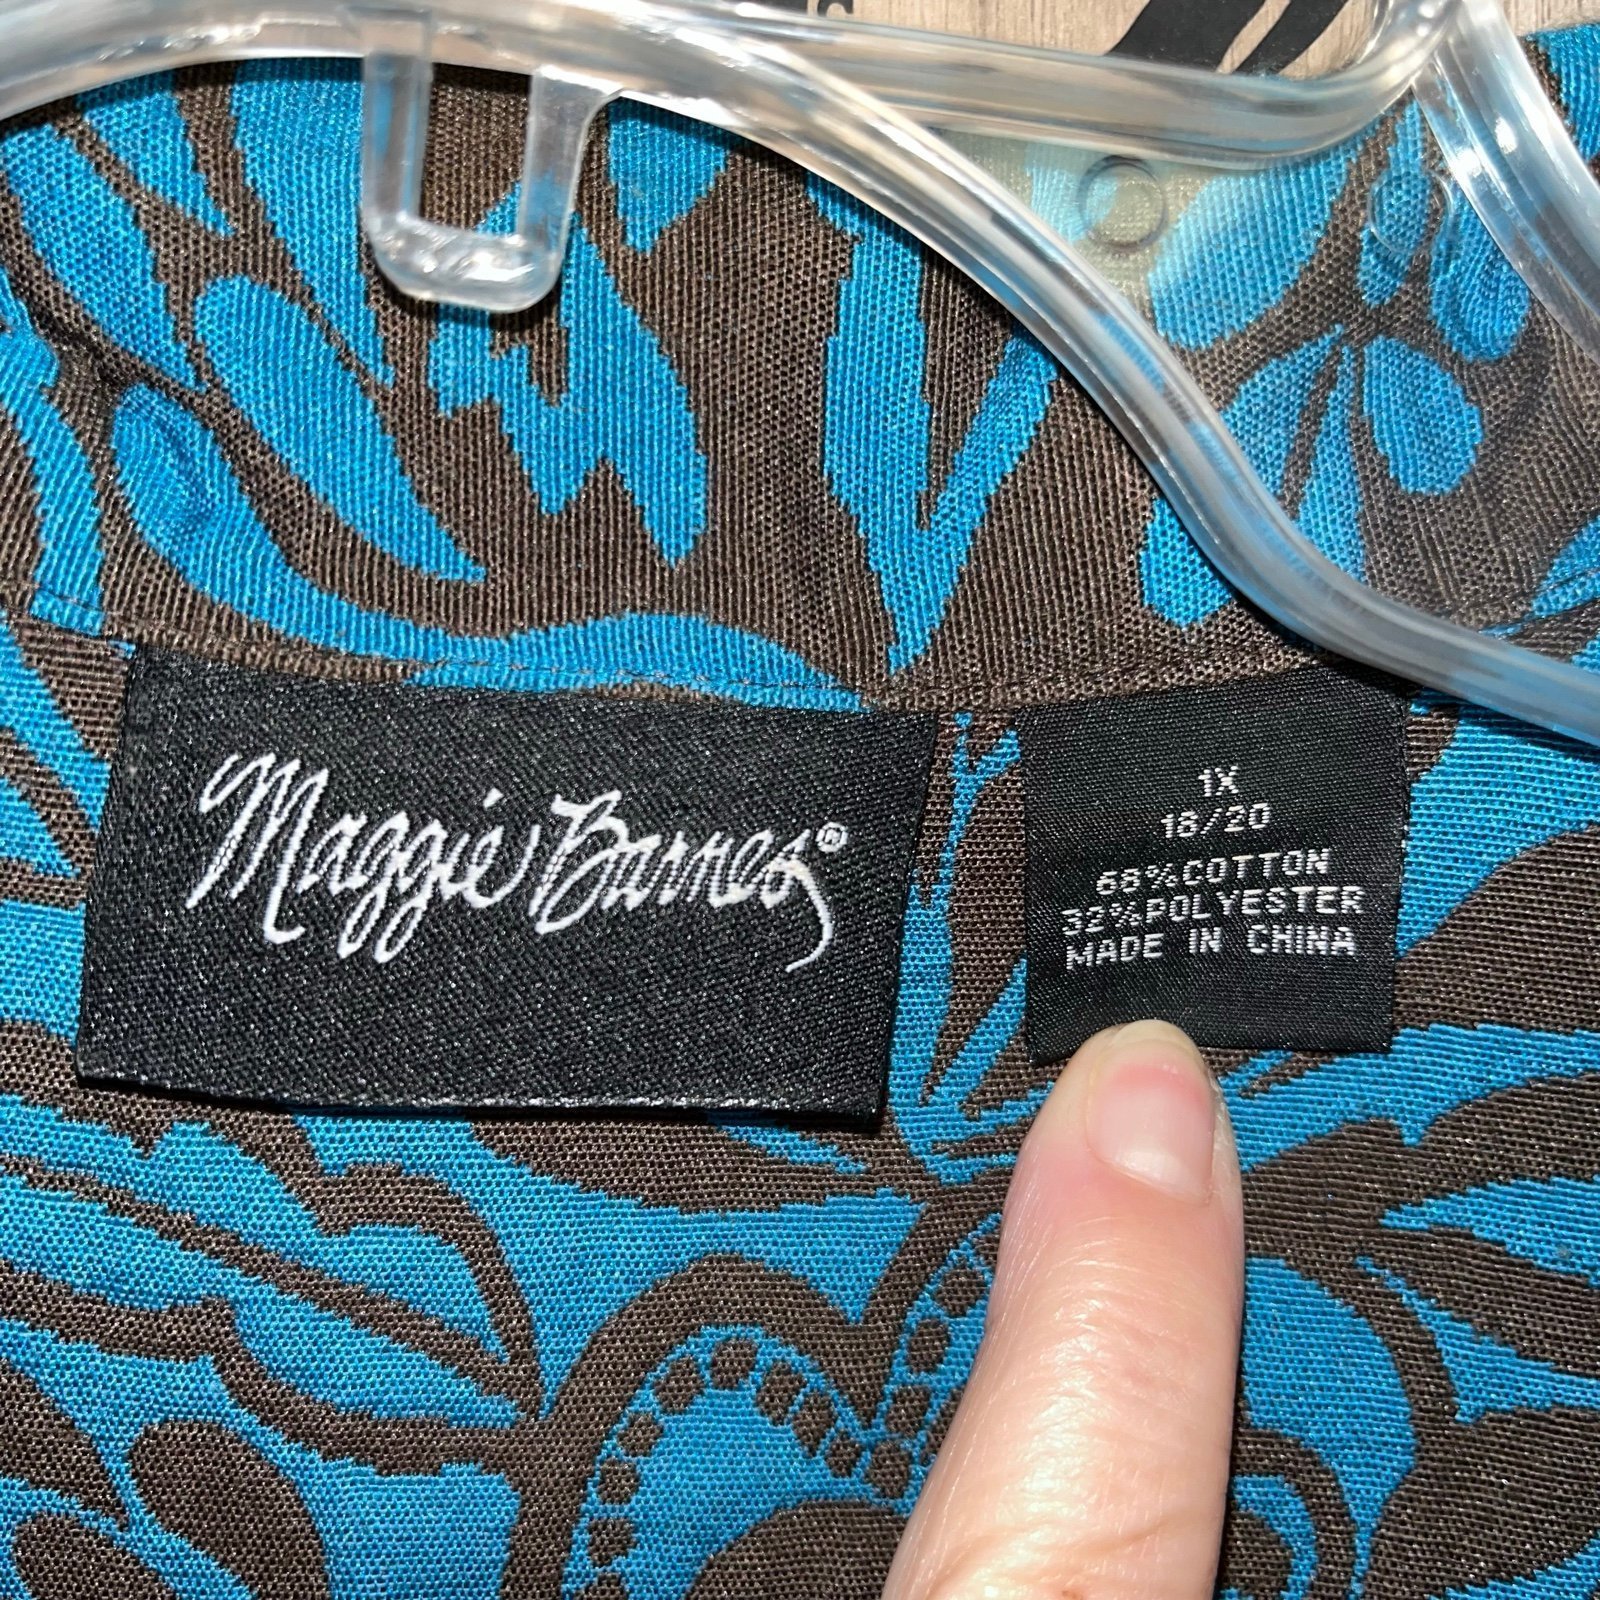 Maggie Barnes®
1X
18/20
68%COTTON
32%POLYESTER
MADE IN CHINA